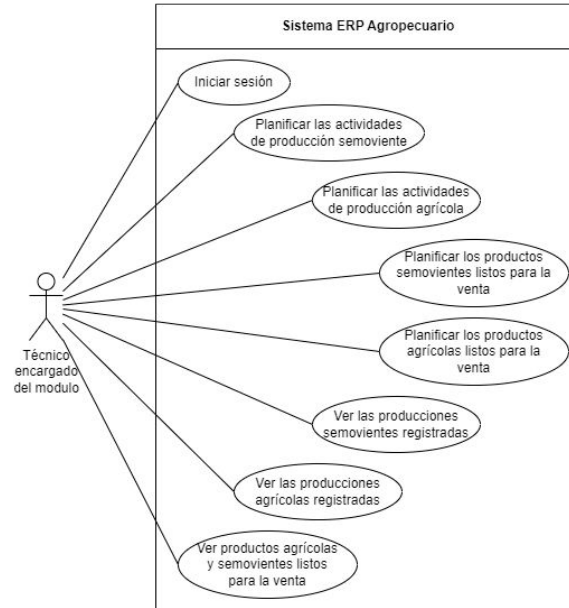 Sistema ERP Agropecuario
Iniciar sesión
Planificar las actividades
de producción semoviente
Planificar las actividades
de producción agrícola
Planificar los productos
semovientes listos para la
venta
Planificar los productos
agrícolas listos para la
venta
Técnico
encargado
del modulo
Ver las producciones
semovientes registradas
Ver las producciones
agrícolas registradas
Ver productos agrícolas
y semovientes listos
para la venta